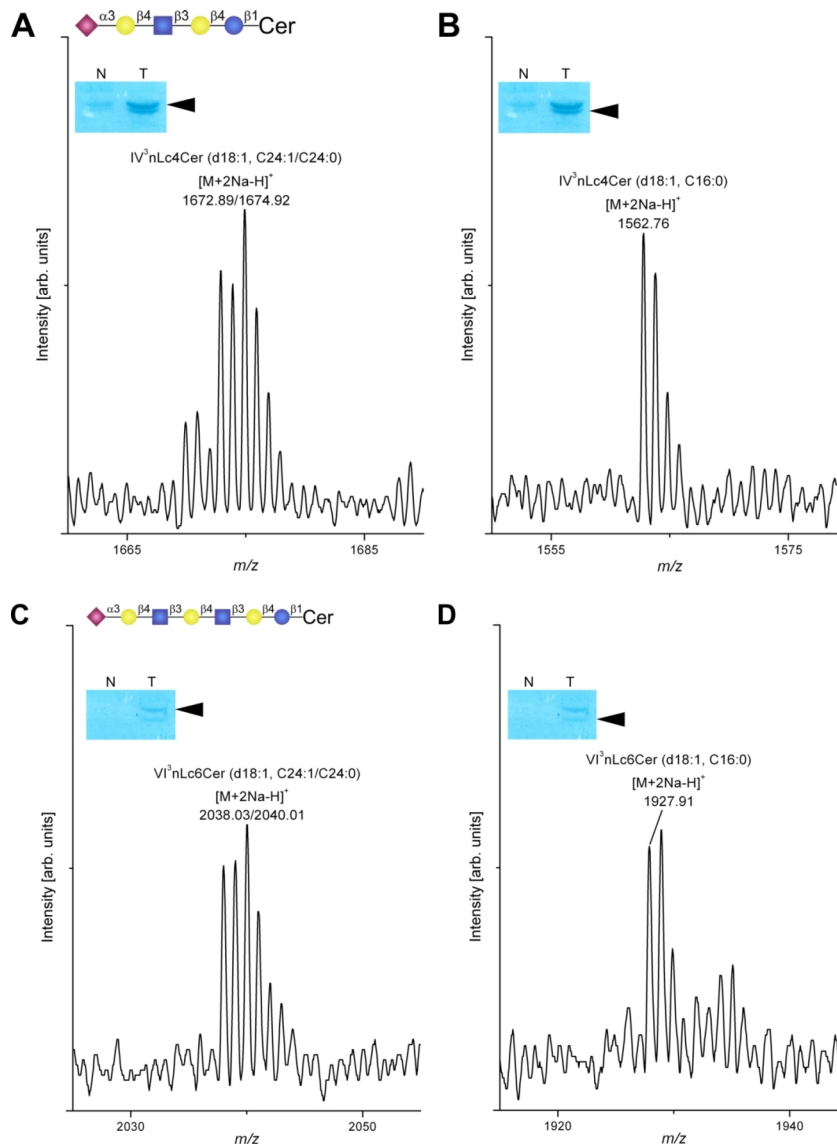 A
α3 β4 β3 β4 β1 Cer
N T
IV³nLc4Cer (d18:1, C24:1/C24:0)
[M+2Na-H]⁺
1672.89/1674.92
Intensity [arb. units]
1665 1685
m/z
B
N T
IV³nLc4Cer (d18:1, C16:0)
[M+2Na-H]⁺
1562.76
Intensity [arb. units]
1555 1575
m/z
C
α3 β4 β3 β4 β3 β4 β1 Cer
N T
VI³nLc6Cer (d18:1, C24:1/C24:0)
[M+2Na-H]⁺
2038.03/2040.01
Intensity [arb. units]
2030 2050
m/z
D
N T
VI³nLc6Cer (d18:1, C16:0)
[M+2Na-H]⁺
1927.91
Intensity [arb. units]
1920 1940
m/z